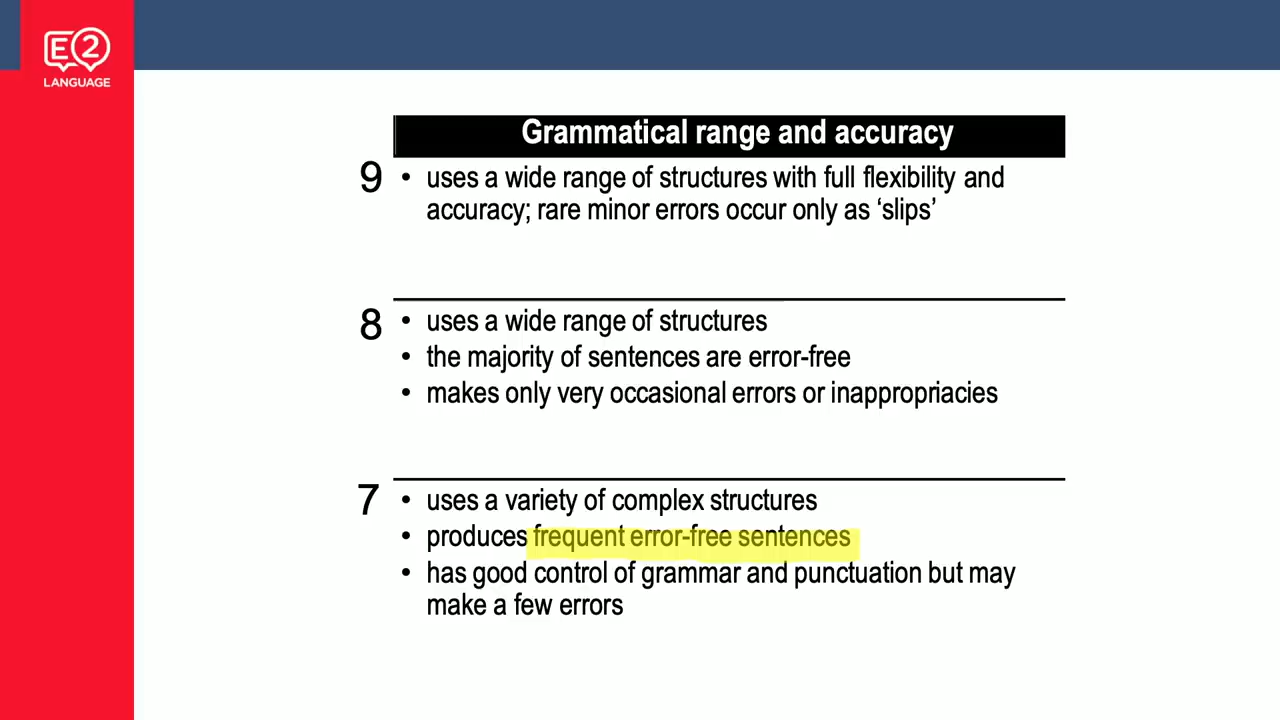 E2
LANGUAGE
Grammatical range and accuracy
9
• uses a wide range of structures with full flexibility and
accuracy; rare minor errors occur only as ‘slips’
8
• uses a wide range of structures
• the majority of sentences are error-free
• makes only very occasional errors or inappropriacies
7
• uses a variety of complex structures
• produces frequent error-free sentences
• has good control of grammar and punctuation but may
make a few errors